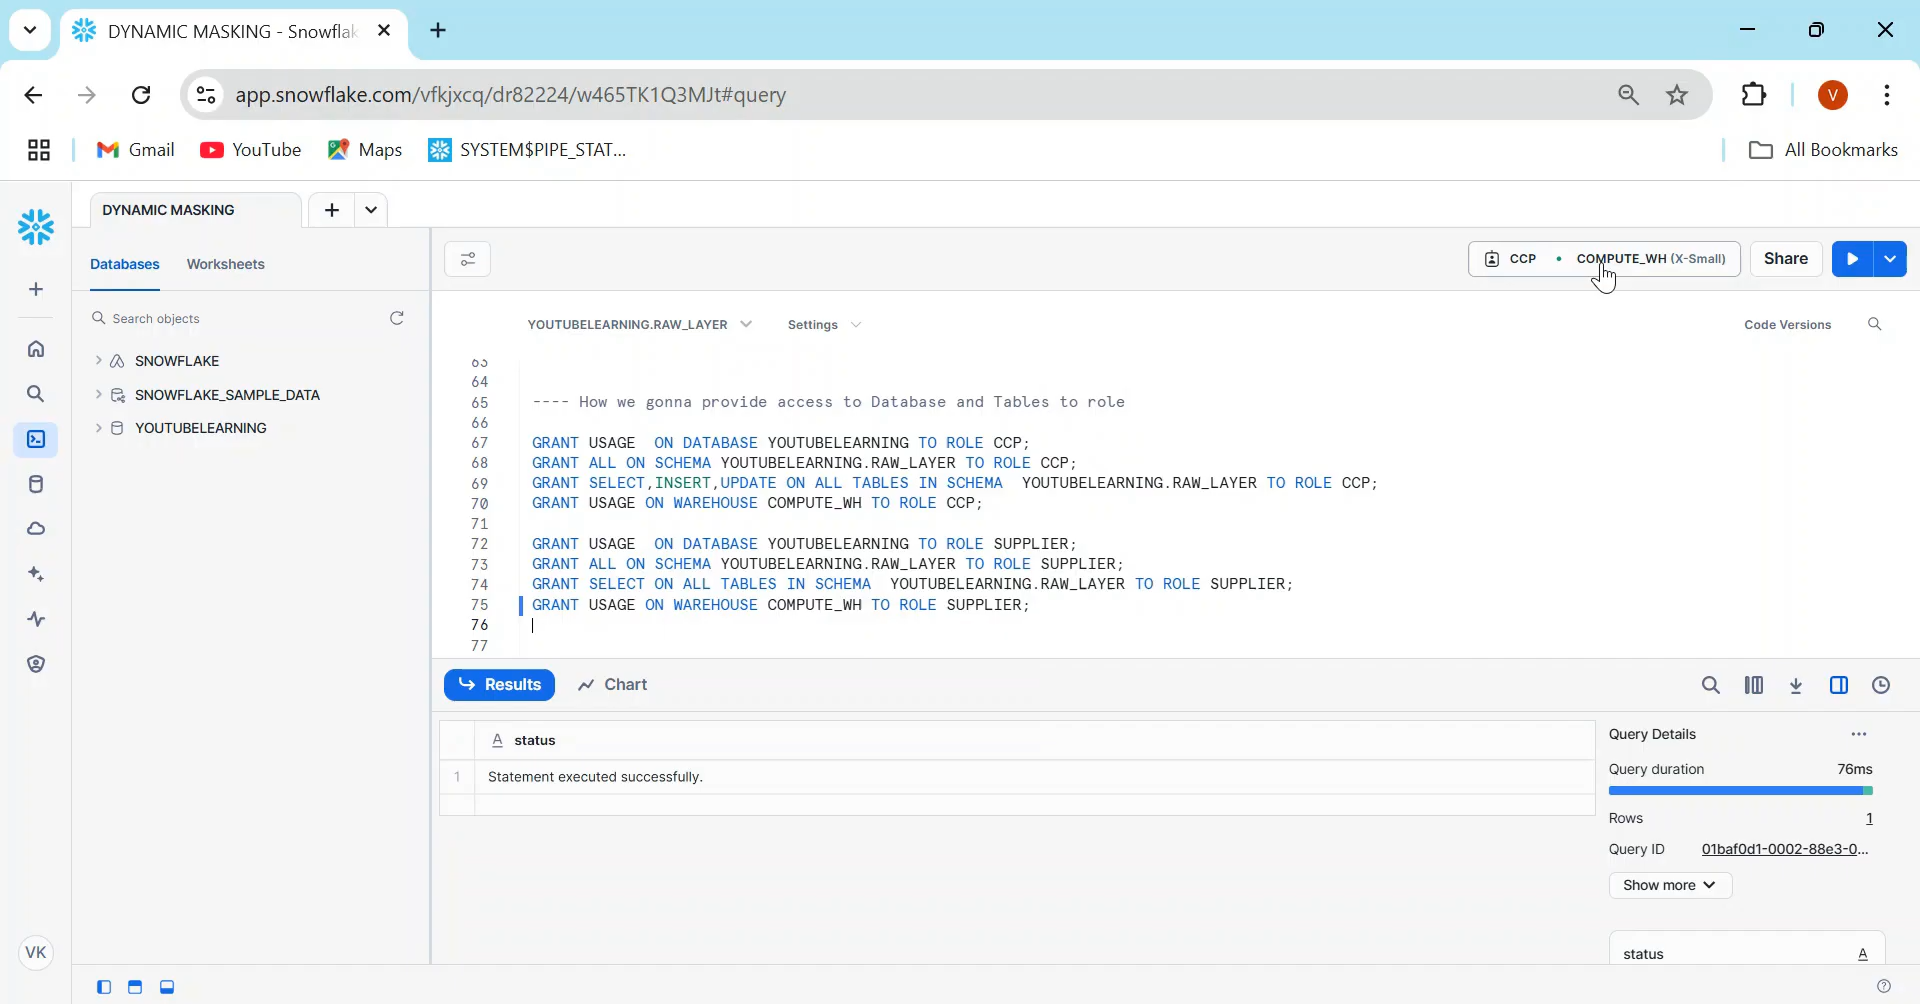 DYNAMIC MASKING - Snowfla
app.snowflake.com/vfkjxcq/dr82224/w465TK1Q3MJt#query
V
Gmail
YouTube
Maps
SYSTEM$PIPE_STAT...
All Bookmarks
DYNAMIC MASKING
Databases
Worksheets
CCP
COMPUTE_WH (X-Small)
Share
Search objects
YOUTUBELEARNING.RAW_LAYER
Settings
Code Versions
SNOWFLAKE
SNOWFLAKE_SAMPLE_DATA
YOUTUBELEARNING
63
64
65 ---- How we gonna provide access to Database and Tables to role
66
67 GRANT USAGE ON DATABASE YOUTUBELEARNING TO ROLE CCP;
68 GRANT ALL ON SCHEMA YOUTUBELEARNING.RAW_LAYER TO ROLE CCP;
69 GRANT SELECT,INSERT,UPDATE ON ALL TABLES IN SCHEMA YOUTUBELEARNING.RAW_LAYER TO ROLE CCP;
70 GRANT USAGE ON WAREHOUSE COMPUTE_WH TO ROLE CCP;
71
72 GRANT USAGE ON DATABASE YOUTUBELEARNING TO ROLE SUPPLIER;
73 GRANT ALL ON SCHEMA YOUTUBELEARNING.RAW_LAYER TO ROLE SUPPLIER;
74 GRANT SELECT ON ALL TABLES IN SCHEMA YOUTUBELEARNING.RAW_LAYER TO ROLE SUPPLIER;
75 GRANT USAGE ON WAREHOUSE COMPUTE_WH TO ROLE SUPPLIER;
76
77
Results
Chart
A status
1 Statement executed successfully.
Query Details
Query duration 76ms
Rows 1
Query ID 01baf0d1-0002-88e3-0...
Show more
status A
VK